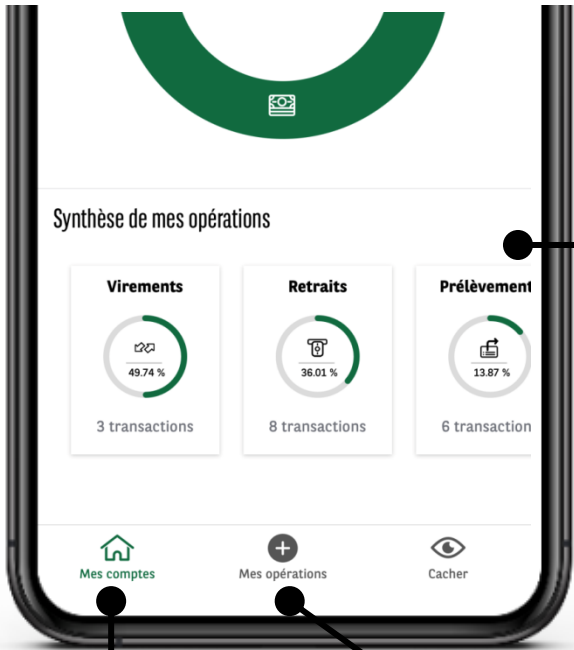 Synthèse de mes opérations
Virements Retraits Prélèvement
49.74 % 36.01 % 13.87 %
3 transactions 8 transactions 6 transaction
Mes comptes Mes opérations Cacher